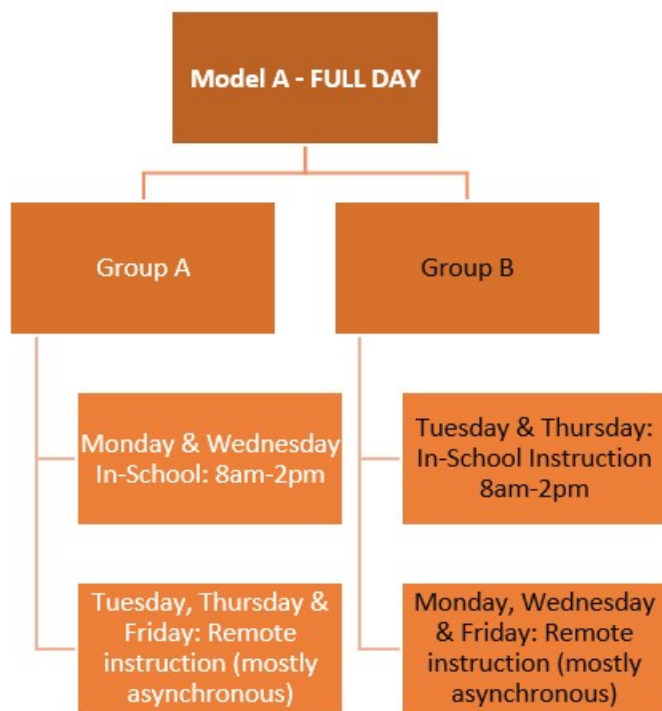 Model A - FULL DAY
Group A
Group B
Monday & Wednesday
In-School: 8am-2pm
Tuesday & Thursday:
In-School Instruction
8am-2pm
Tuesday, Thursday &
Friday: Remote
instruction (mostly
asynchronous)
Monday, Wednesday
& Friday: Remote
instruction (mostly
asynchronous)